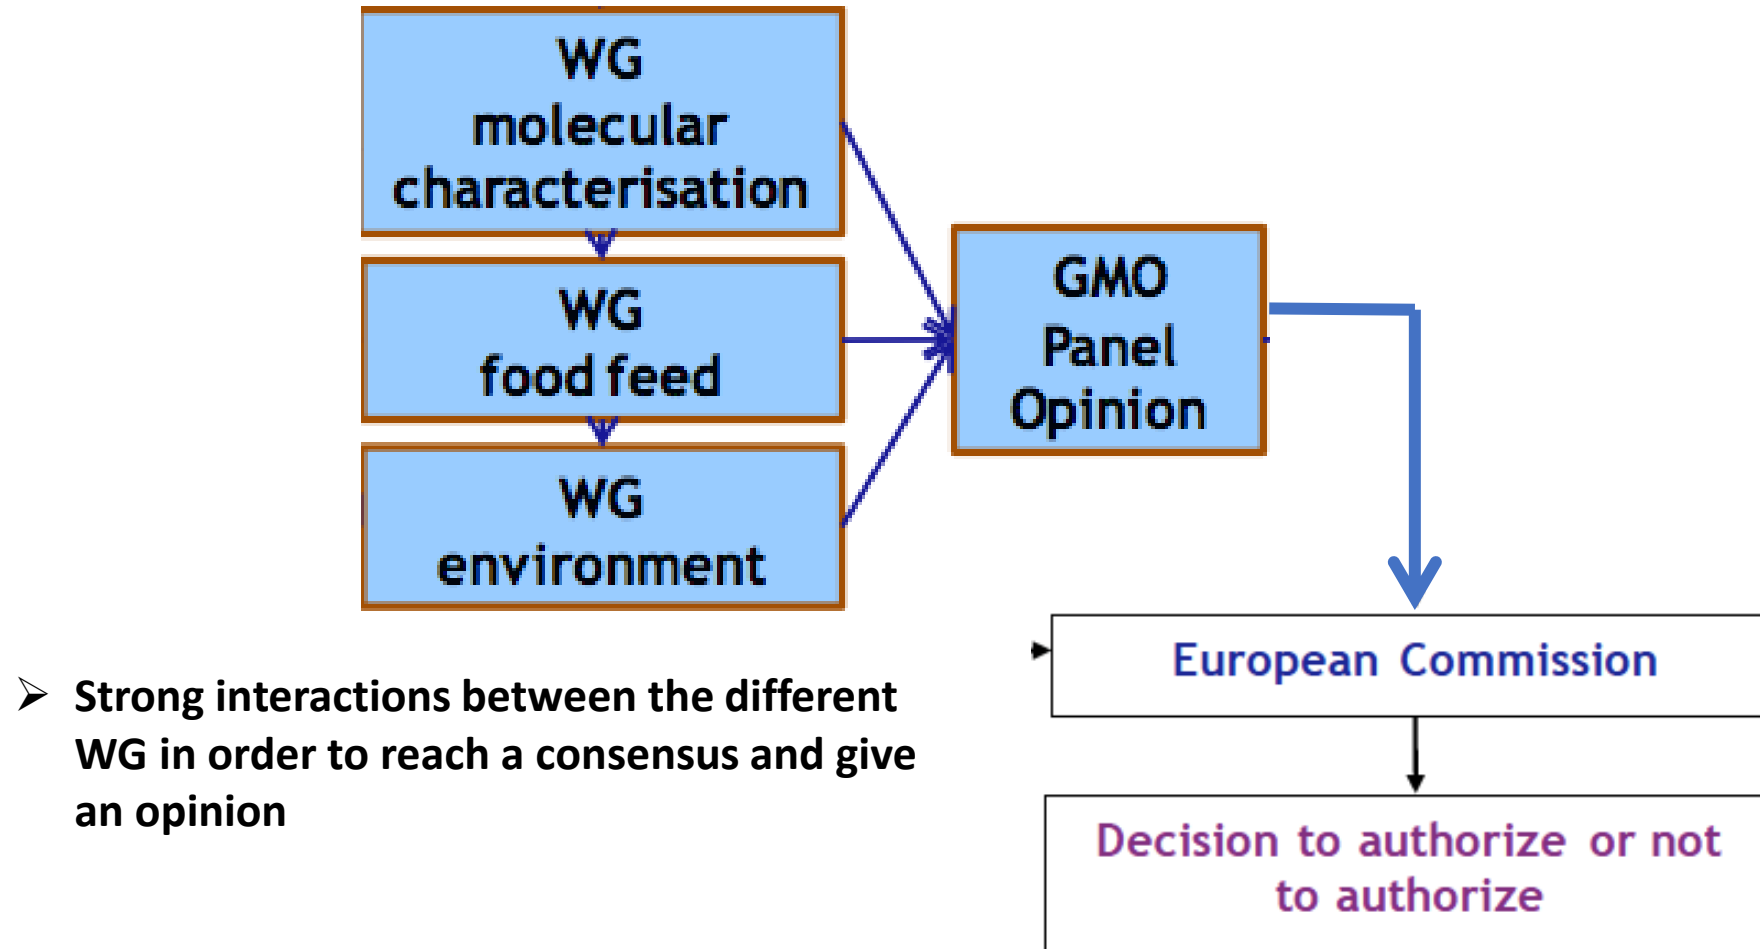 WG
molecular
characterisation
WG
food feed
WG
environment
GMO
Panel
Opinion
European Commission
Decision to authorize or not
to authorize
➢ Strong interactions between the different
WG in order to reach a consensus and give
an opinion